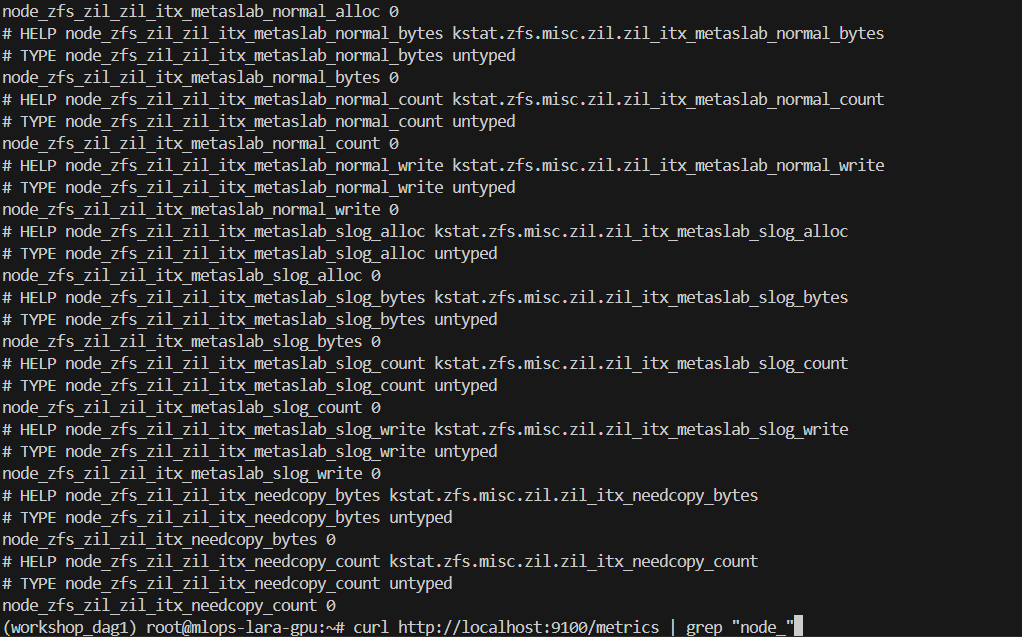 node_zfs_zil_zil_itx_metaslab_normal_alloc 0
# HELP node_zfs_zil_zil_itx_metaslab_normal_bytes kstat.zfs.misc.zil.zil_itx_metaslab_normal_bytes
# TYPE node_zfs_zil_zil_itx_metaslab_normal_bytes untyped
node_zfs_zil_zil_itx_metaslab_normal_bytes 0
# HELP node_zfs_zil_zil_itx_metaslab_normal_count kstat.zfs.misc.zil.zil_itx_metaslab_normal_count
# TYPE node_zfs_zil_zil_itx_metaslab_normal_count untyped
node_zfs_zil_zil_itx_metaslab_normal_count 0
# HELP node_zfs_zil_zil_itx_metaslab_normal_write kstat.zfs.misc.zil.zil_itx_metaslab_normal_write
# TYPE node_zfs_zil_zil_itx_metaslab_normal_write untyped
node_zfs_zil_zil_itx_metaslab_normal_write 0
# HELP node_zfs_zil_zil_itx_metaslab_slog_alloc kstat.zfs.misc.zil.zil_itx_metaslab_slog_alloc
# TYPE node_zfs_zil_zil_itx_metaslab_slog_alloc untyped
node_zfs_zil_zil_itx_metaslab_slog_alloc 0
# HELP node_zfs_zil_zil_itx_metaslab_slog_bytes kstat.zfs.misc.zil.zil_itx_metaslab_slog_bytes
# TYPE node_zfs_zil_zil_itx_metaslab_slog_bytes untyped
node_zfs_zil_zil_itx_metaslab_slog_bytes 0
# HELP node_zfs_zil_zil_itx_metaslab_slog_count kstat.zfs.misc.zil.zil_itx_metaslab_slog_count
# TYPE node_zfs_zil_zil_itx_metaslab_slog_count untyped
node_zfs_zil_zil_itx_metaslab_slog_count 0
# HELP node_zfs_zil_zil_itx_metaslab_slog_write kstat.zfs.misc.zil.zil_itx_metaslab_slog_write
# TYPE node_zfs_zil_zil_itx_metaslab_slog_write untyped
node_zfs_zil_zil_itx_metaslab_slog_write 0
# HELP node_zfs_zil_zil_itx_needcopy_bytes kstat.zfs.misc.zil.zil_itx_needcopy_bytes
# TYPE node_zfs_zil_zil_itx_needcopy_bytes untyped
node_zfs_zil_zil_itx_needcopy_bytes 0
# HELP node_zfs_zil_zil_itx_needcopy_count kstat.zfs.misc.zil.zil_itx_needcopy_count
# TYPE node_zfs_zil_zil_itx_needcopy_count untyped
node_zfs_zil_zil_itx_needcopy_count 0
(workshop_dag1) root@mlops-lara-gpu:~# curl http://localhost:9100/metrics | grep "node_"